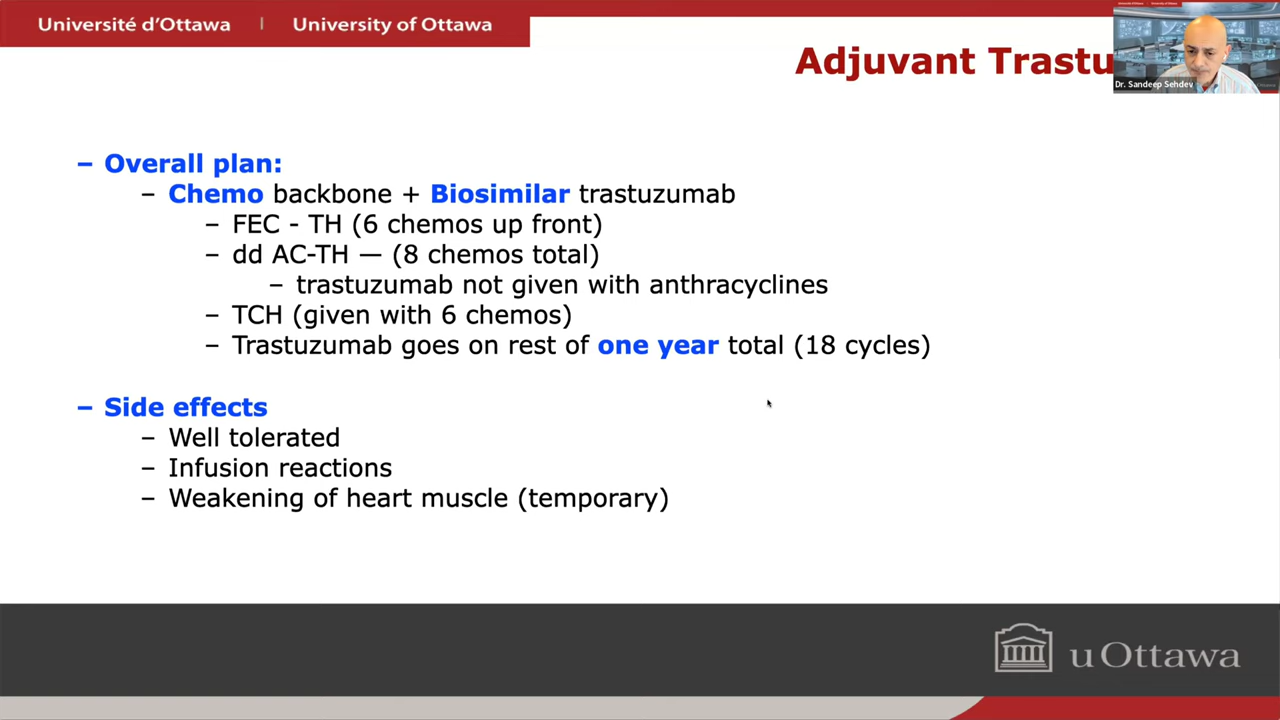 Université d'Ottawa | University of Ottawa
Adjuvant
Dr. Sandeep Sehdev
– Overall plan:
– Chemo backbone + Biosimilar trastuzumab
– FEC - TH (6 chemos up front)
– dd AC-TH — (8 chemos total)
– trastuzumab not given with anthracyclines
– TCH (given with 6 chemos)
– Trastuzumab goes on rest of one year total (18 cycles)
– Side effects
– Well tolerated
– Infusion reactions
– Weakening of heart muscle (temporary)
uOttawa